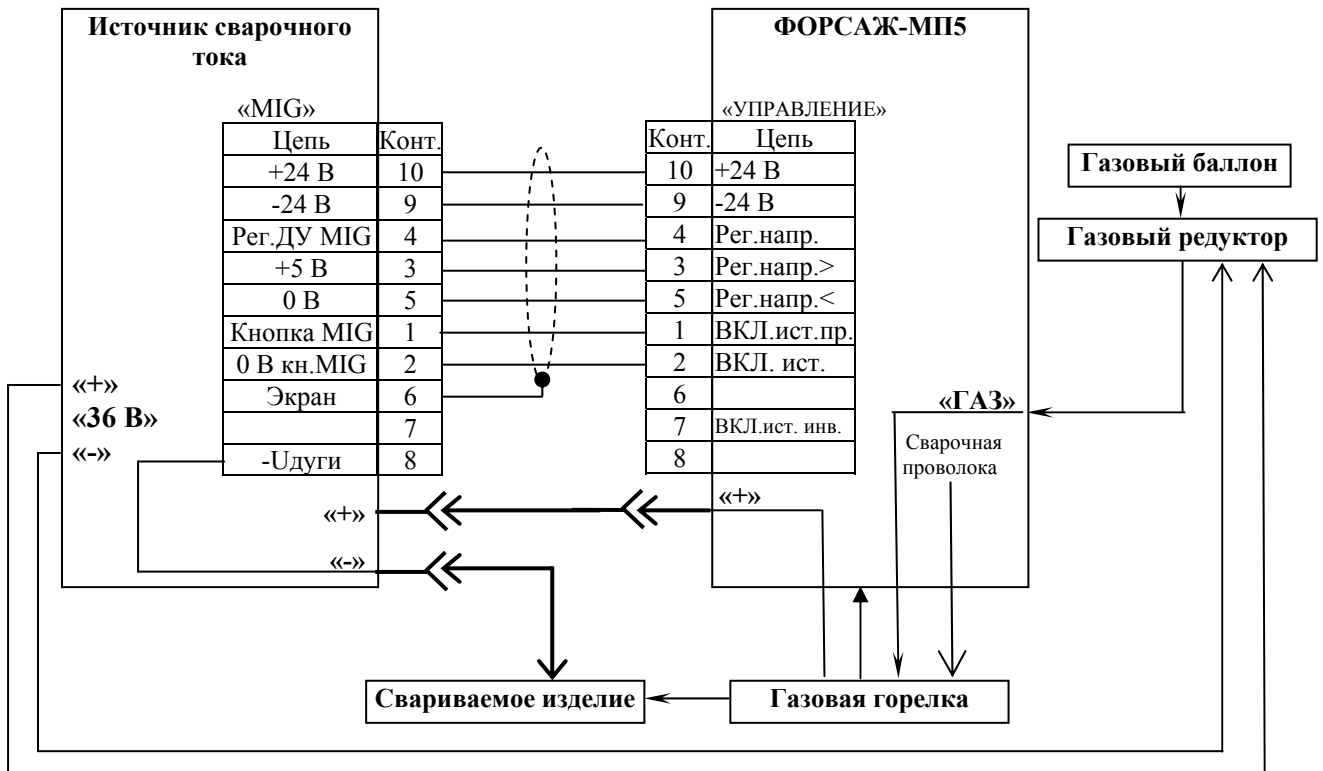 Источник сварочного
тока
«MIG»
Цепь Конт.
+24 В 10
-24 В 9
Рег.ДУ MIG 4
+5 В 3
0 В 5
Кнопка MIG 1
0 В кн.MIG 2
Экран 6
7
-Uдуги 8
«+»
«36 В»
«-»
«+»
«-»
ФОРСАЖ-МП5
«УПРАВЛЕНИЕ»
Конт. Цепь
10 +24 В
9 -24 В
4 Рег.напр.
3 Рег.напр.>
5 Рег.напр.<
1 ВКЛ.ист.пр.
2 ВКЛ. ист.
6
7 ВКЛ.ист. инв.
8
«+»
«ГАЗ»
Сварочная
проволока
Газовый баллон
Газовый редуктор
Свариваемое изделие
Газовая горелка